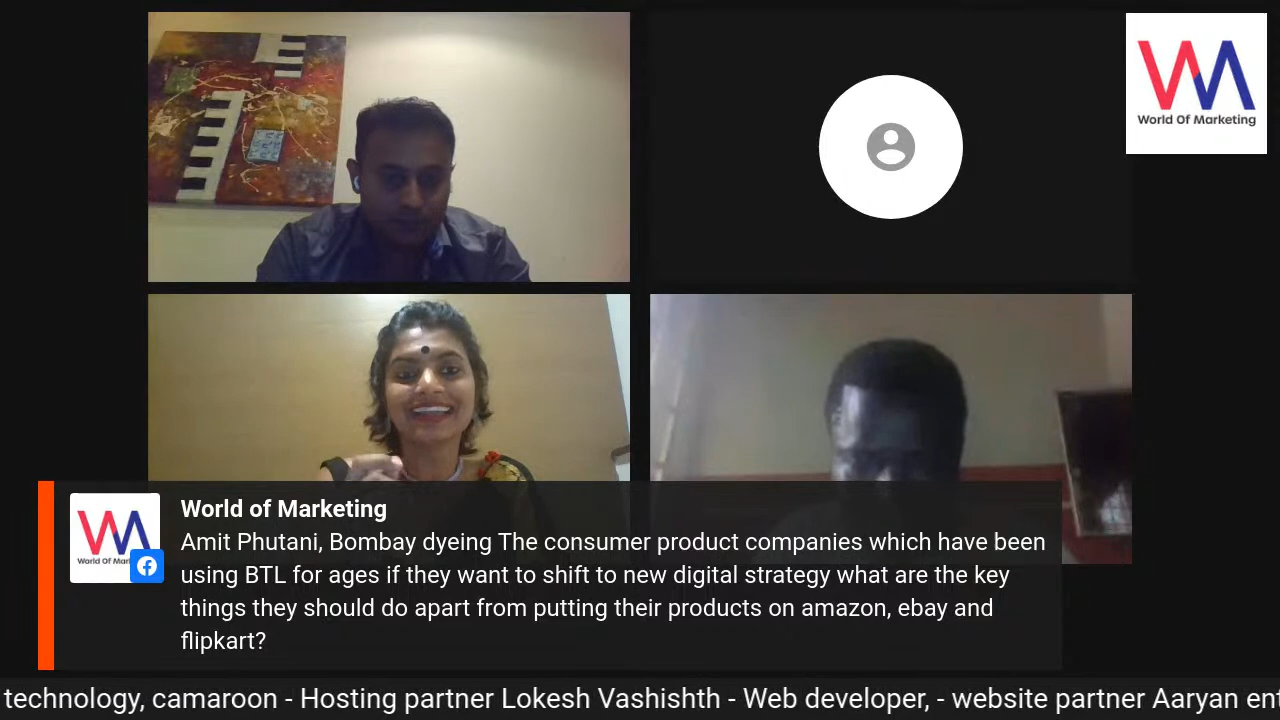 World Of Marketing
World of Marketing
Amit Phutani, Bombay dyeing The consumer product companies which have been
using BTL for ages if they want to shift to new digital strategy what are the key
things they should do apart from putting their products on amazon, ebay and
flipkart?
technology, camaroon - Hosting partner Lokesh Vashishth - Web developer, - website partner Aaryan ent